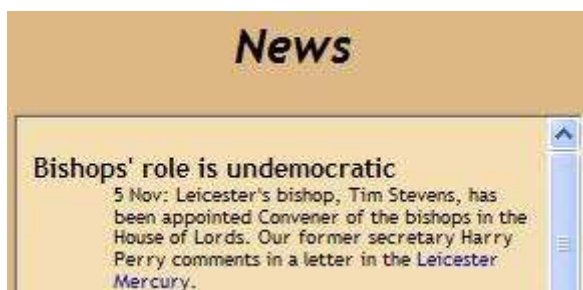 News
Bishops' role is undemocratic
5 Nov: Leicester's bishop, Tim Stevens, has
been appointed Convener of the bishops in the
House of Lords. Our former secretary Harry
Perry comments in a letter in the Leicester
Mercury.